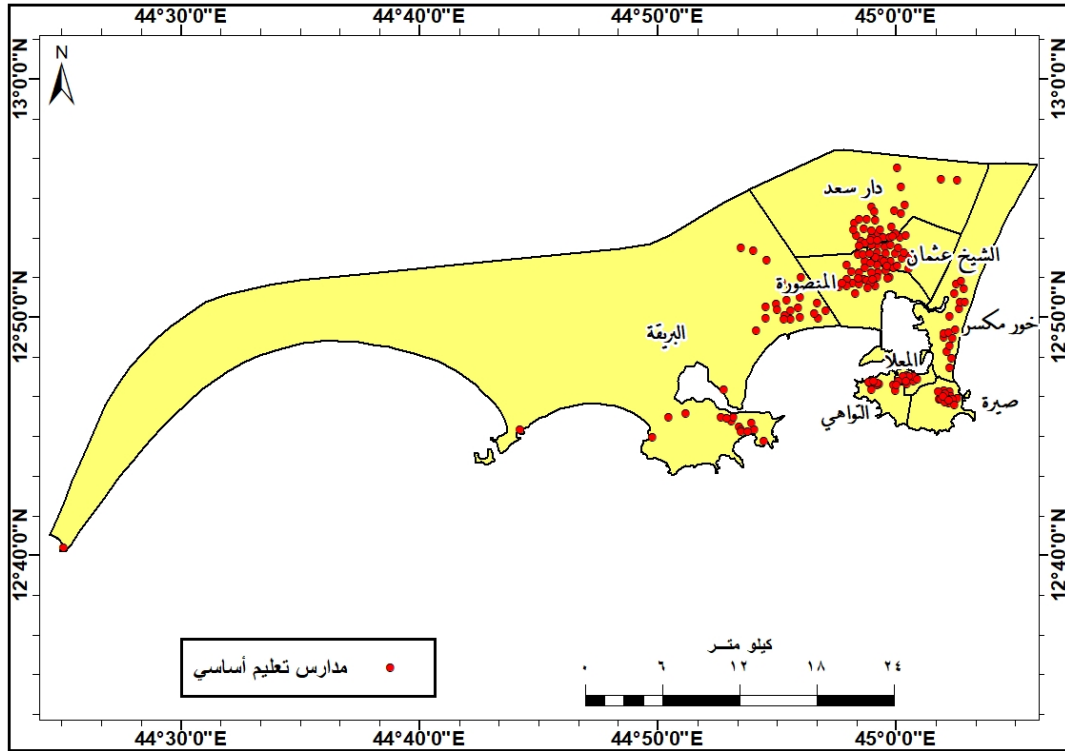 44°30'0"E 44°40'0"E 44°50'0"E 45°0'0"E
N
13°0'0"N 13°0'0"N
دار سعد
الشيخ عثمان
المنصورة
12°50'0"N 12°50'0"N
خور مكسر
البريقة
المعلا
صيرة
التواهي
12°40'0"N 12°40'0"N
كيلو متـــر
٠ ٦ ١٢ ١٨ ٢٤
مدارس تعليم أساسي
44°30'0"E 44°40'0"E 44°50'0"E 45°0'0"E